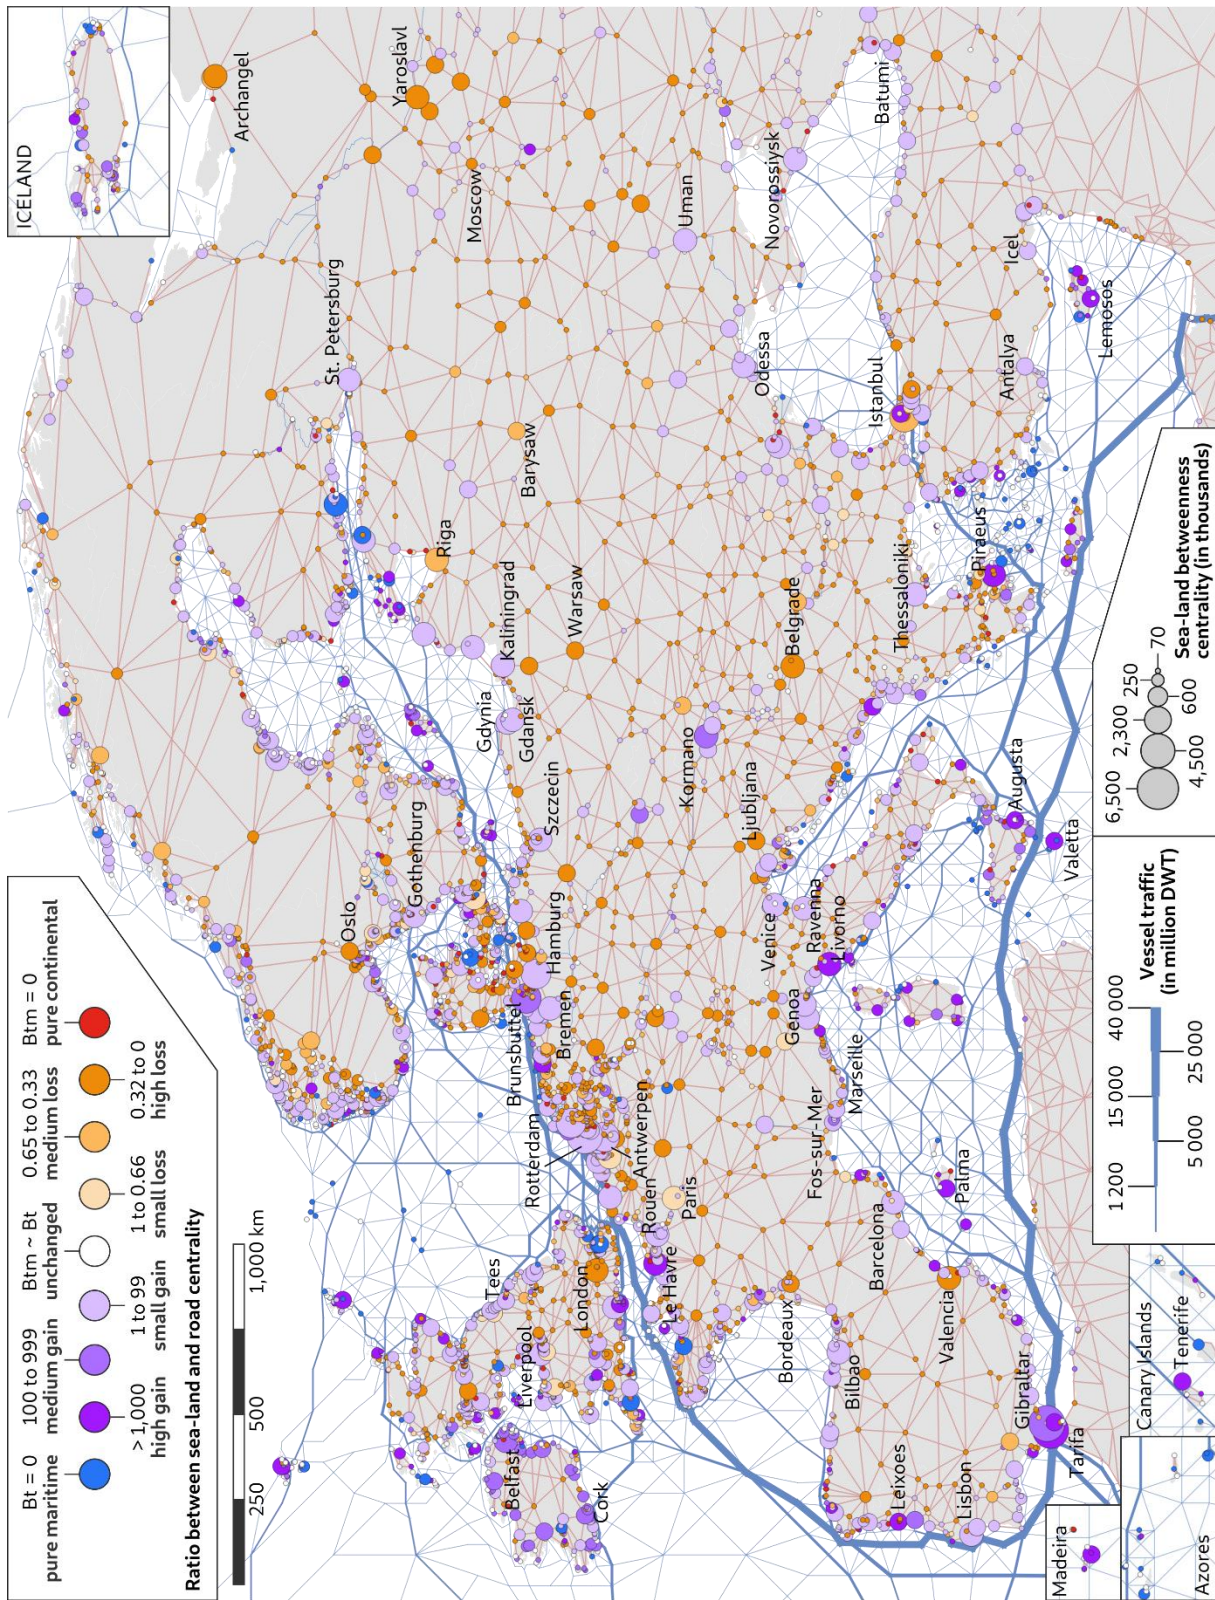 Bt = 0
pure maritime
100 to 999
medium gain
Btm ~ Bt
unchanged
0.65 to 0.33
medium loss
Btm = 0
pure continental
>1,000
high gain
1 to 99
small gain
1 to 0.66
small loss
0.32 to 0
high loss
Ratio between sea-land and road centrality
250
500
1,000 km
ICELAND
Archangel
Yaroslavl
Moscow
St. Petersburg
Uman
Novorossiysk
Batumi
Barysaw
Odessa
Istanbul
Icel
Antalya
Lemosos
Riga
Kaliningrad
Warsaw
Belgrade
Thessaloniki
Piraeus
Gdynia
Gdansk
Szczecin
Kormano
Ljubljana
Oslo
Gothenburg
Hamburg
Brunsbuttel
Bremen
Venice
Ravenna
Livorno
Genoa
Augusta
Valetta
Rotterdam
Antwerpen
Rouen
Paris
Fos-sur-Mer
Marseille
Palma
Tees
Liverpool
London
Le Havre
Bordeaux
Barcelona
Valencia
Belfast
Cork
Bilbao
Leixoes
Lisbon
Gibraltar
Tarifa
Madeira
Azores
Canary Islands
Tenerife
1 200
15 000
40 000
5 000
25 000
Vessel traffic
(in million DWT)
6,500
2,300
250
70
4,500
600
Sea-land betweenness
centrality (in thousands)